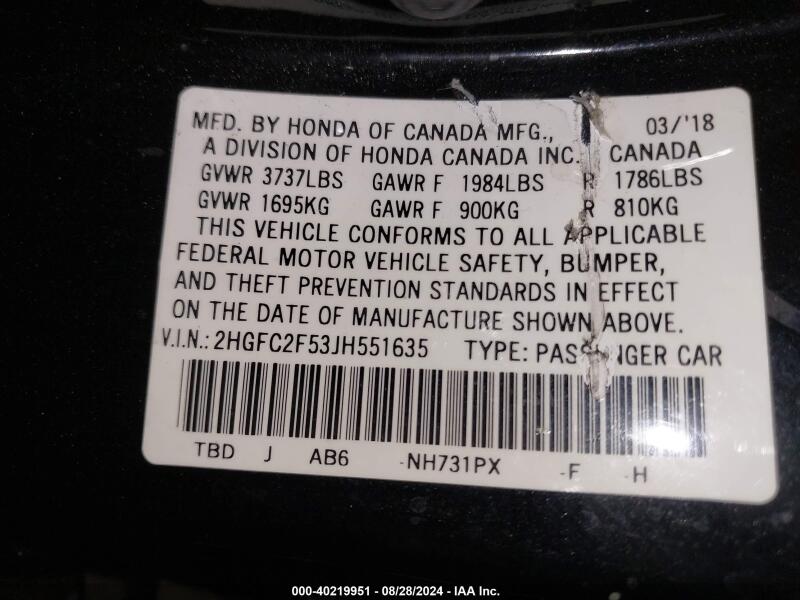 MFD. BY HONDA OF CANADA MFG., 03/'18
A DIVISION OF HONDA CANADA INC. CANADA
GVWR 3737LBS GAWR F 1984LBS R 1786LBS
GVWR 1695KG GAWR F 900KG R 810KG
THIS VEHICLE CONFORMS TO ALL APPLICABLE
FEDERAL MOTOR VEHICLE SAFETY, BUMPER,
AND THEFT PREVENTION STANDARDS IN EFFECT
ON THE DATE OF MANUFACTURE SHOWN ABOVE.
V.I.N.: 2HGFC2F53JH551635 TYPE: PASSENGER CAR
TBD J AB6 -NH731PX -F -H
000-40219951 - 08/28/2024 - IAA Inc.